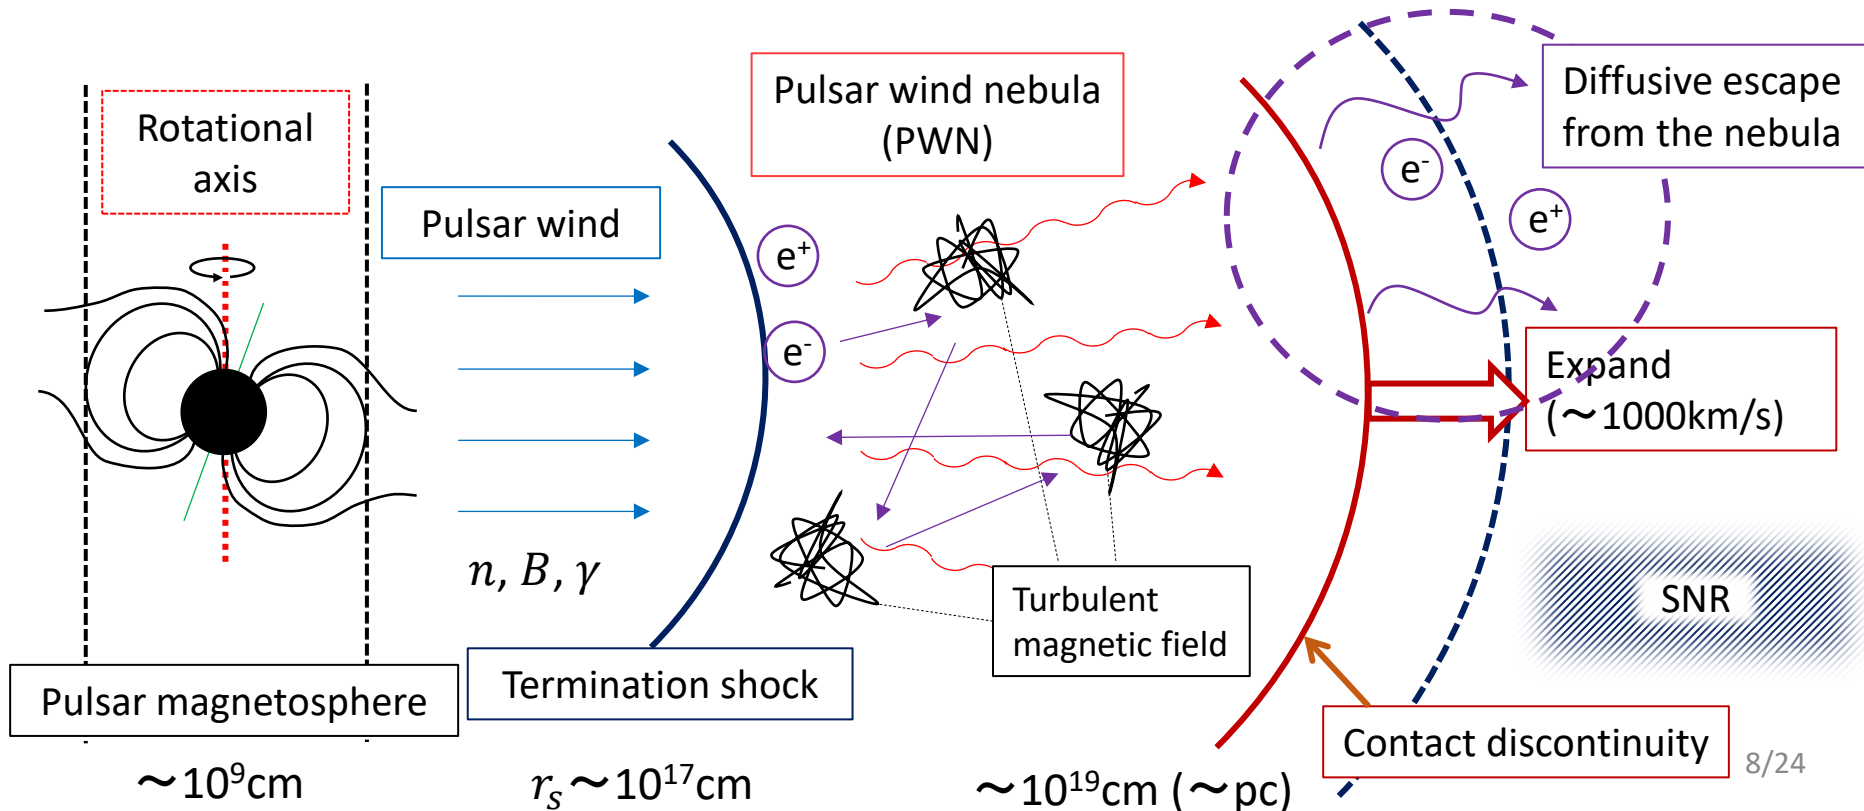 Rotational
axis
Pulsar wind
Pulsar wind nebula
(PWN)
Diffusive escape
from the nebula
e⁺
e⁻
e⁻
e⁺
Expand
(～1000km/s)
n, B, γ
Turbulent
magnetic field
SNR
Pulsar magnetosphere
Termination shock
Contact discontinuity
～10⁹cm
rₛ～10¹⁷cm
～10¹⁹cm (～pc)
8/24